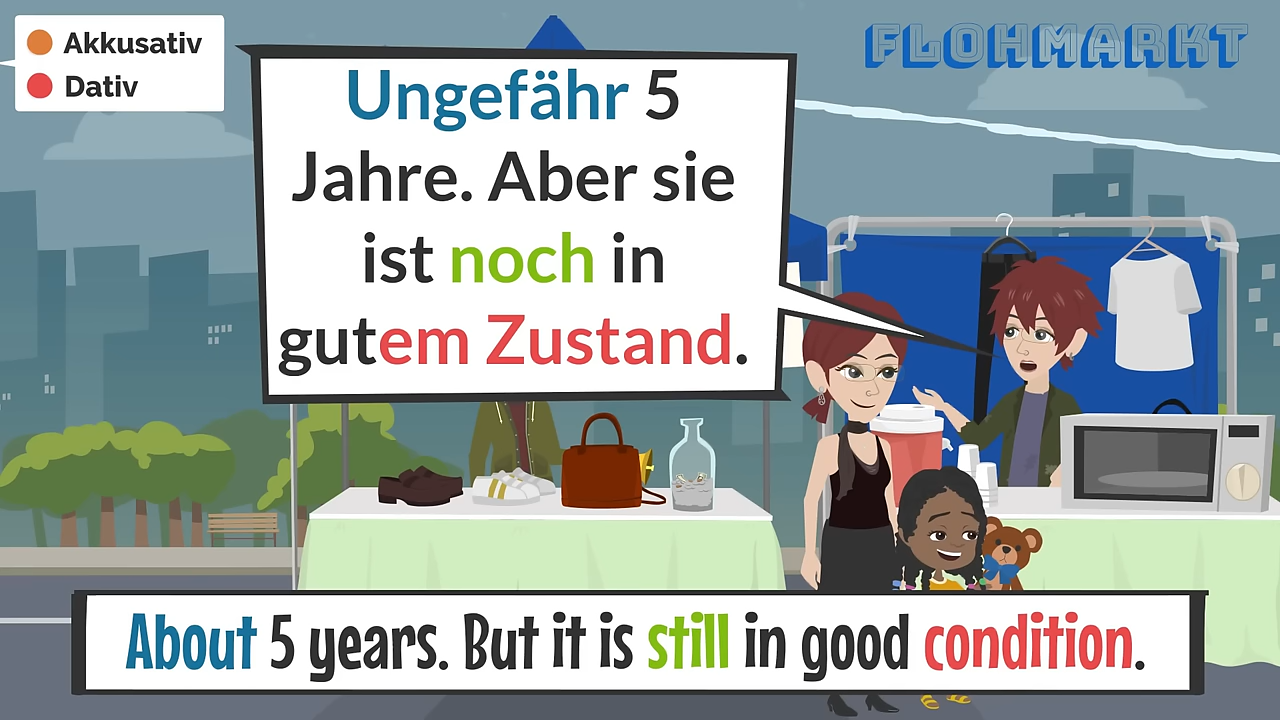 Akkusativ
Dativ
FLOHMARKT
Ungefähr 5
Jahre. Aber sie
ist noch in
gutem Zustand.
About 5 years. But it is still in good condition.